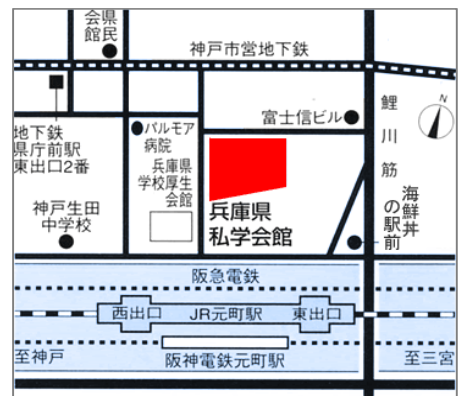 県民
会館
神戸市営地下鉄
富士信ビル
N
鯉川筋
地下鉄
県庁前駅
東出口2番
パルモア
病院
兵庫県
学校厚生
会館
神戸生田
中学校
兵庫県
私学会館
海鮮丼
の駅前
阪急電鉄
西出口
JR元町駅
東出口
至神戸
阪神電鉄元町駅
至三宮